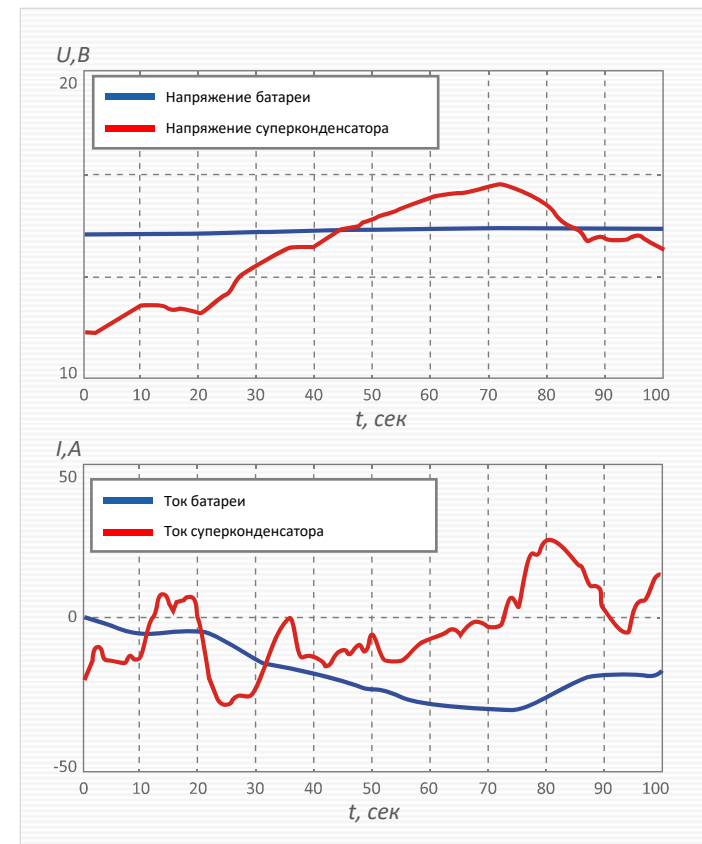 U,В
20
Напряжение батареи
Напряжение суперконденсатора
10
0 10 20 30 40 50 60 70 80 90 100
t, сек
I,А
50
Ток батареи
Ток суперконденсатора
0
-50
0 10 20 30 40 50 60 70 80 90 100
t, сек